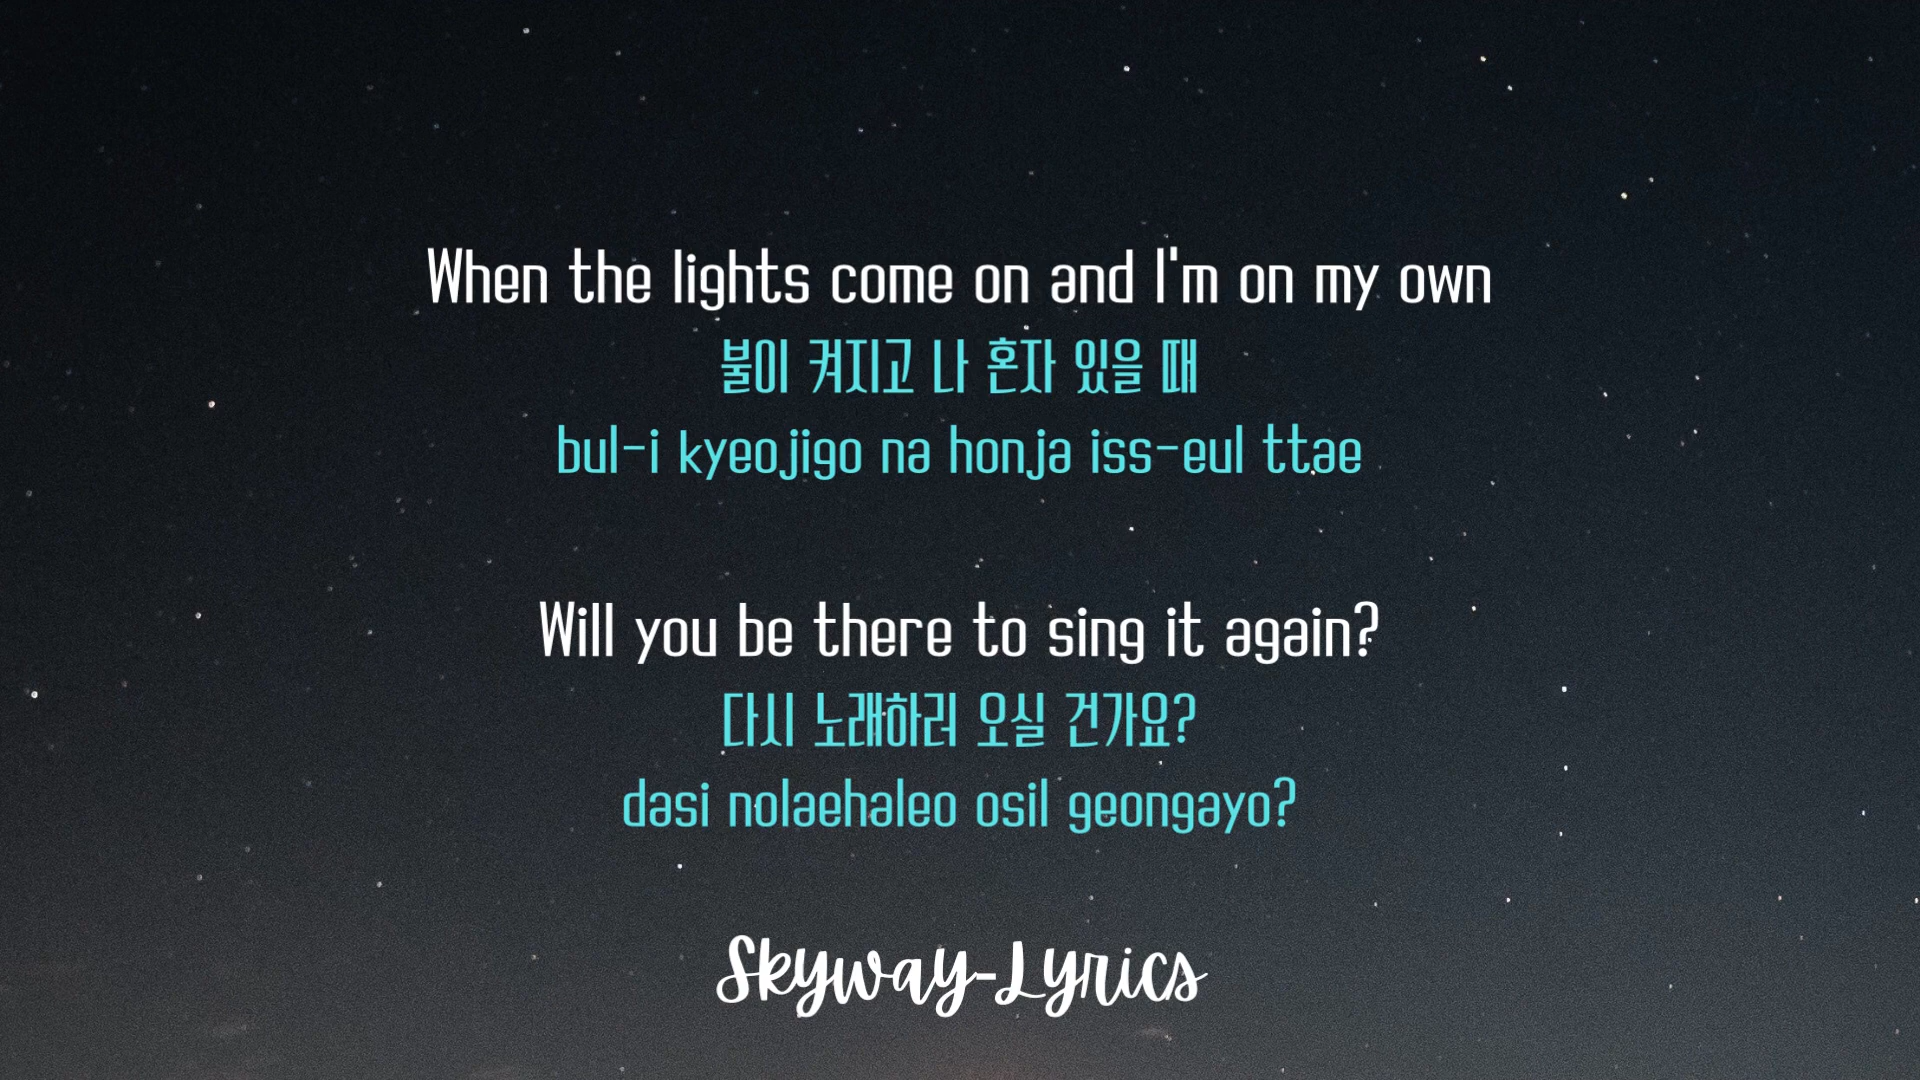 When the lights come on and I'm on my own
불이 켜지고 나 혼자 있을 때
bul-i kyeojigo na honja iss-eul ttae
Will you be there to sing it again?
다시 노래하려 오실 건가요?
dasi nolaehaleo osil geongayo?
Skyway-Lyrics